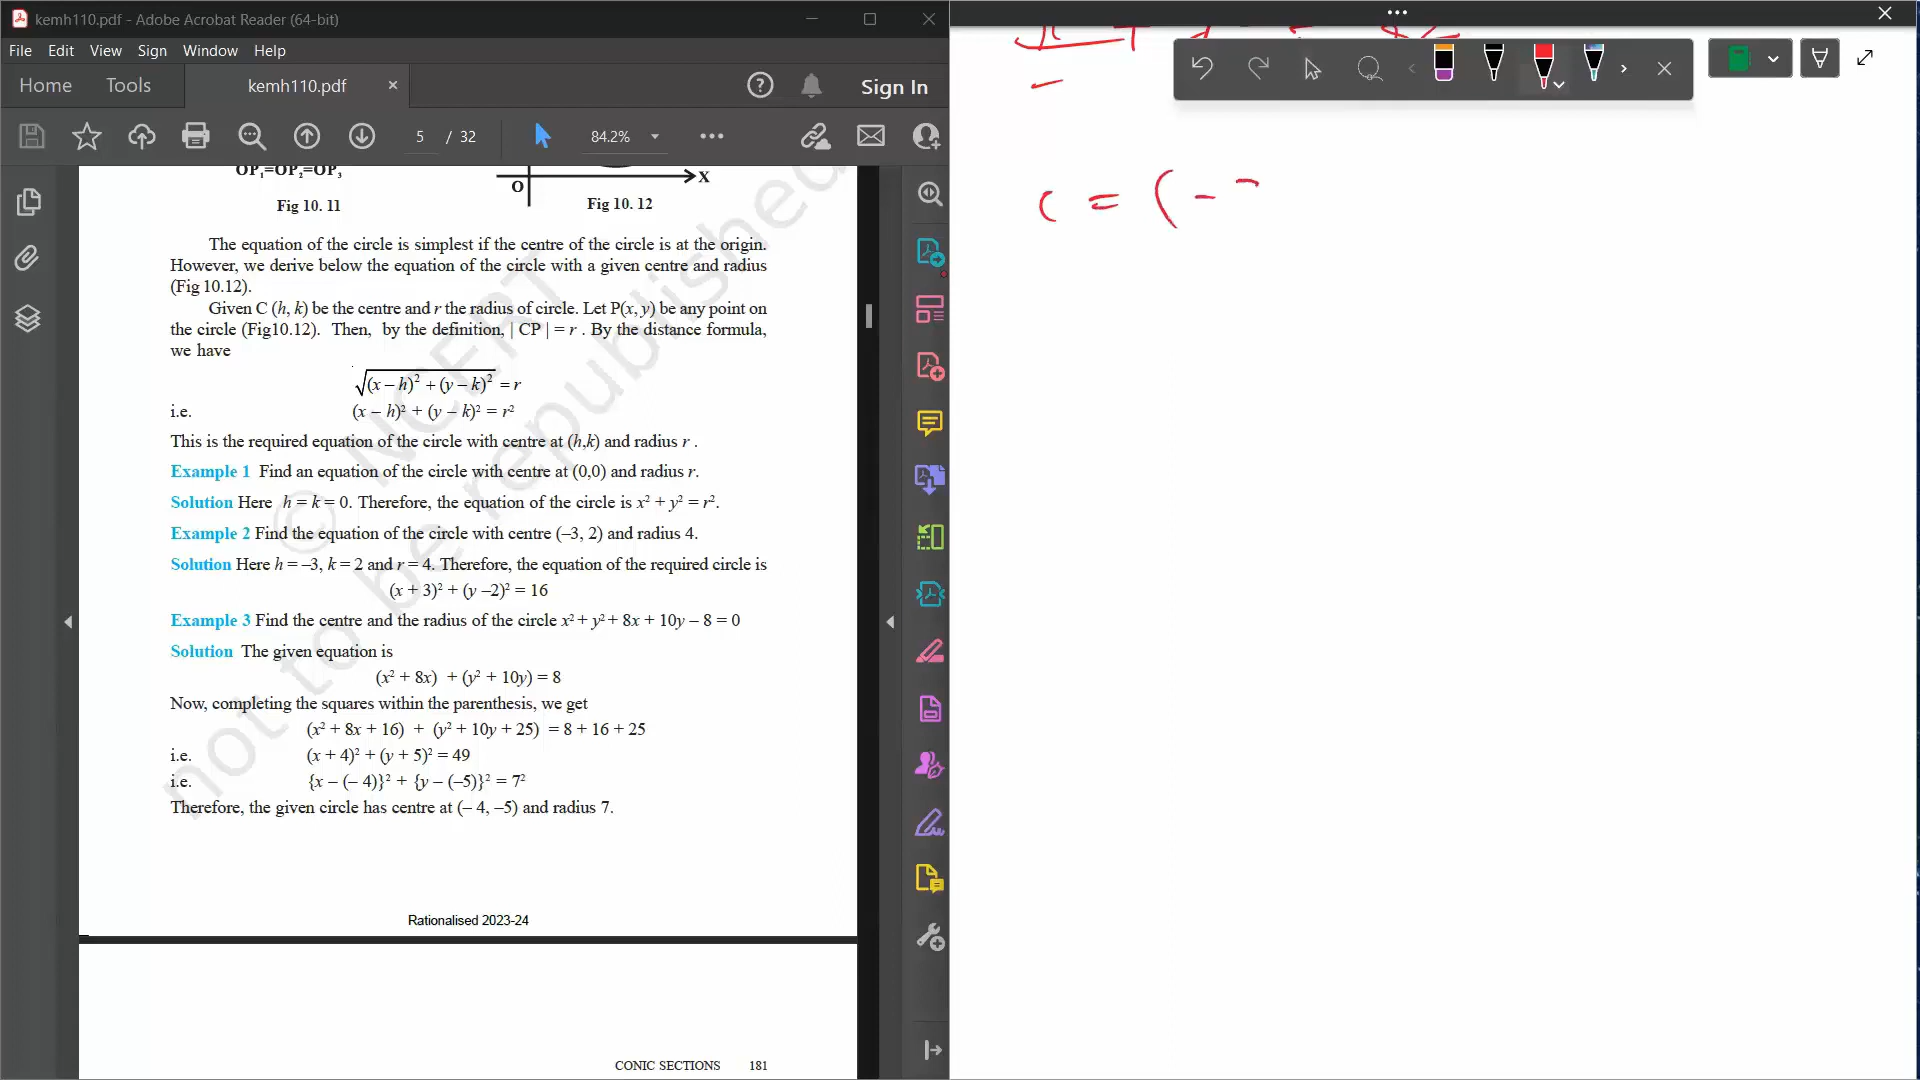 kemh110.pdf - Adobe Acrobat Reader (64-bit)
File Edit View Sign Window Help
Home Tools kemh110.pdf × Sign In
5 / 32 84.2%
OP₁=OP₂=OP₃
O X
Fig 10. 11 Fig 10. 12
The equation of the circle is simplest if the centre of the circle is at the origin.
However, we derive below the equation of the circle with a given centre and radius
(Fig 10.12).
Given C (h, k) be the centre and r the radius of circle. Let P(x, y) be any point on
the circle (Fig10.12). Then, by the definition, | CP | = r . By the distance formula,
we have
√(x – h)² + (y – k)² = r
i.e. (x – h)² + (y – k)² = r²
This is the required equation of the circle with centre at (h,k) and radius r .
Example 1 Find an equation of the circle with centre at (0,0) and radius r.
Solution Here h = k = 0. Therefore, the equation of the circle is x² + y² = r².
Example 2 Find the equation of the circle with centre (–3, 2) and radius 4.
Solution Here h = –3, k = 2 and r = 4. Therefore, the equation of the required circle is
(x + 3)² + (y –2)² = 16
Example 3 Find the centre and the radius of the circle x² + y² + 8x + 10y – 8 = 0
Solution The given equation is
(x² + 8x) + (y² + 10y) = 8
Now, completing the squares within the parenthesis, we get
(x² + 8x + 16) + (y² + 10y + 25) = 8 + 16 + 25
i.e. (x + 4)² + (y + 5)² = 49
i.e. {x – (– 4)}² + {y – (–5)}² = 7²
Therefore, the given circle has centre at (– 4, –5) and radius 7.
© NCERT
not to be republished
Rationalised 2023-24
CONIC SECTIONS 181
c = ( -